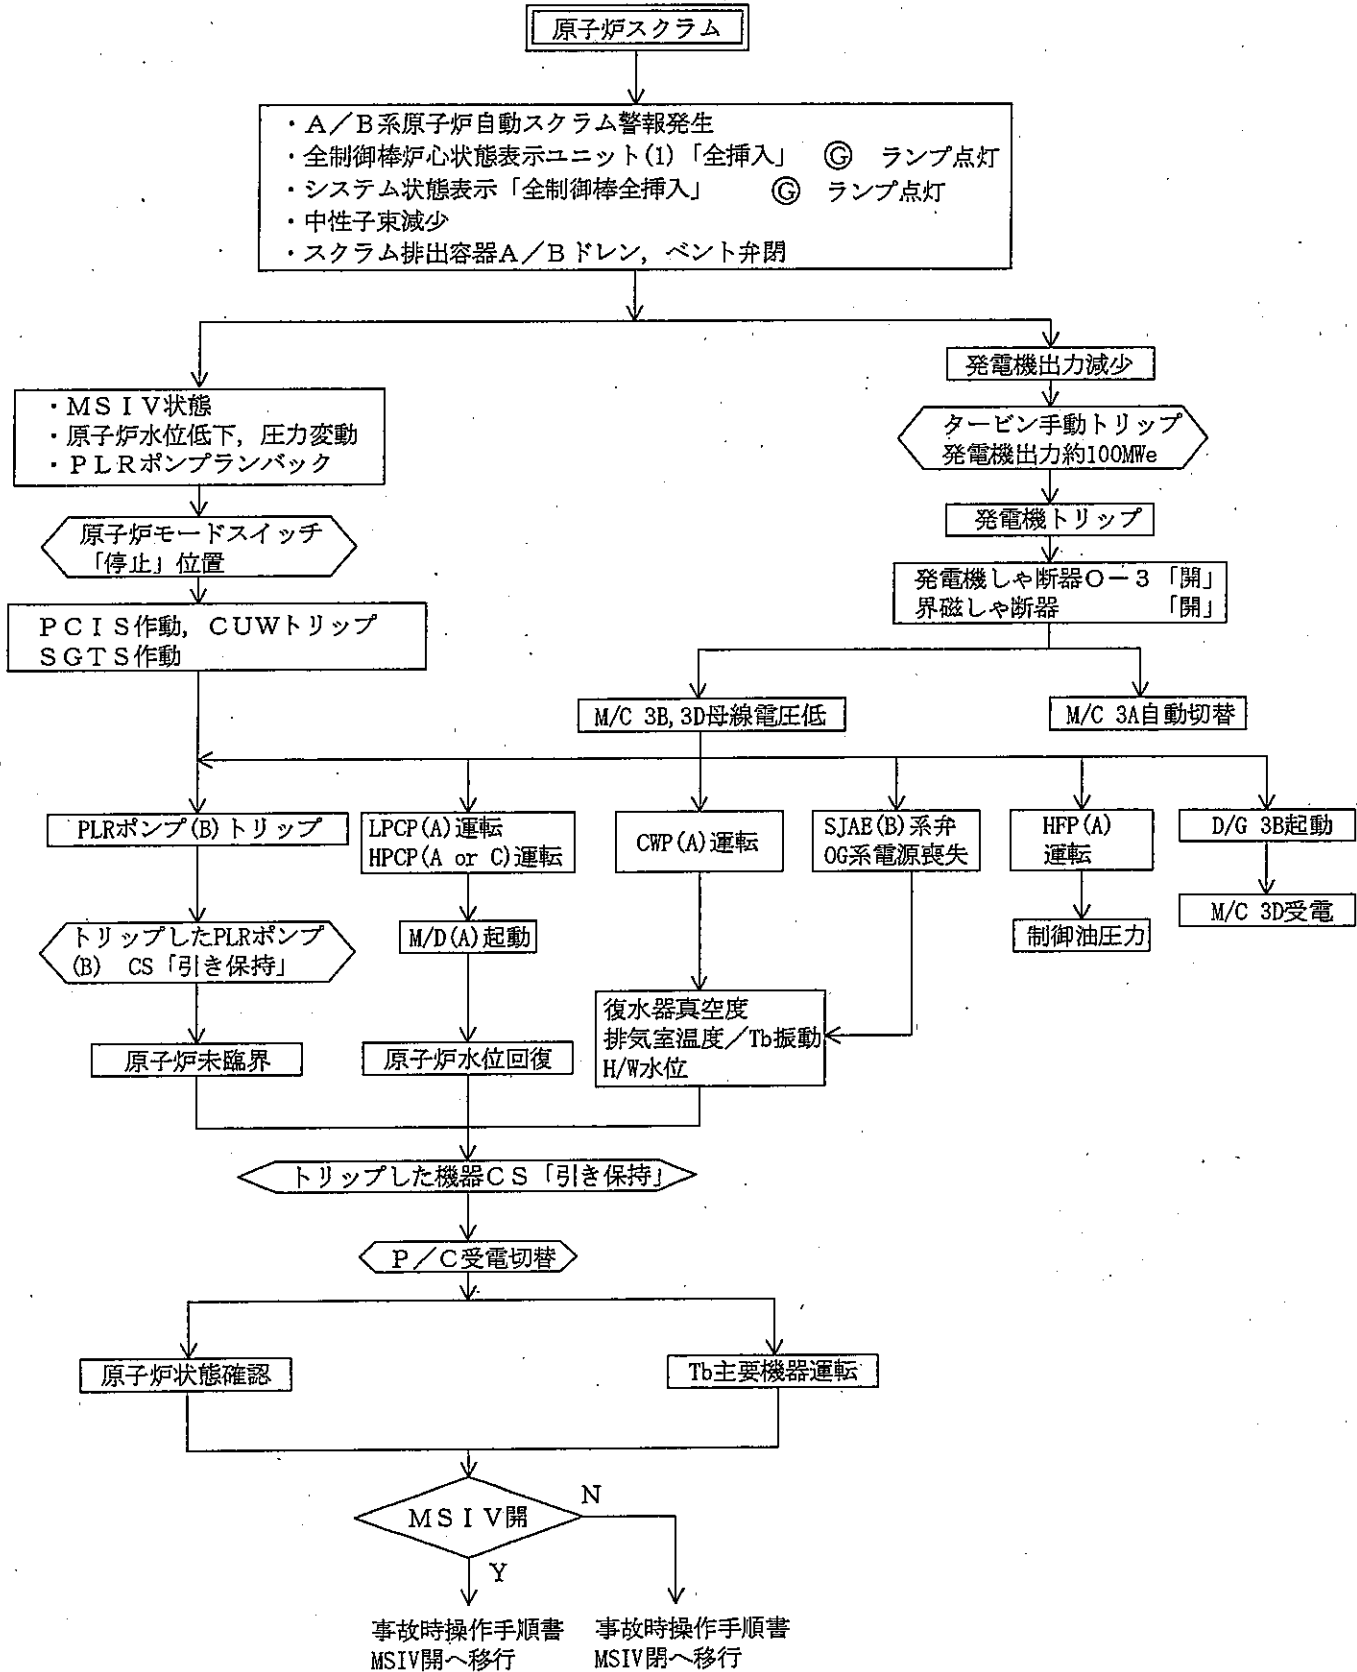 原子炉スクラム
・A／B系原子炉自動スクラム警報発生
・全制御棒炉心状態表示ユニット(1)「全挿入」　Ⓖ　ランプ点灯
・システム状態表示「全制御棒全挿入」　Ⓖ　ランプ点灯
・中性子束減少
・スクラム排出容器A／Bドレン，ベント弁閉
・MSIV状態
・原子炉水位低下，圧力変動
・PLRポンプランバック
原子炉モードスイッチ
「停止」位置
PCIS作動，CUWトリップ
SGTS作動
発電機出力減少
タービン手動トリップ
発電機出力約100MWe
発電機トリップ
発電機しゃ断器O－3「開」
界磁しゃ断器　「開」
M/C 3B,3D母線電圧低
M/C 3A自動切替
PLRポンプ(B)トリップ
トリップしたPLRポンプ
(B)　CS「引き保持」
原子炉未臨界
LPCP(A)運転
HPCP(A or C)運転
M/D(A)起動
原子炉水位回復
CWP(A)運転
SJAE(B)系弁
OG系電源喪失
復水器真空度
排気室温度／Tb振動
H/W水位
HFP(A)
運転
制御油圧力
D/G 3B起動
M/C 3D受電
トリップした機器CS「引き保持」
P／C受電切替
原子炉状態確認
Tb主要機器運転
MSIV開
N
Y
事故時操作手順書
MSIV開へ移行
事故時操作手順書
MSIV閉へ移行